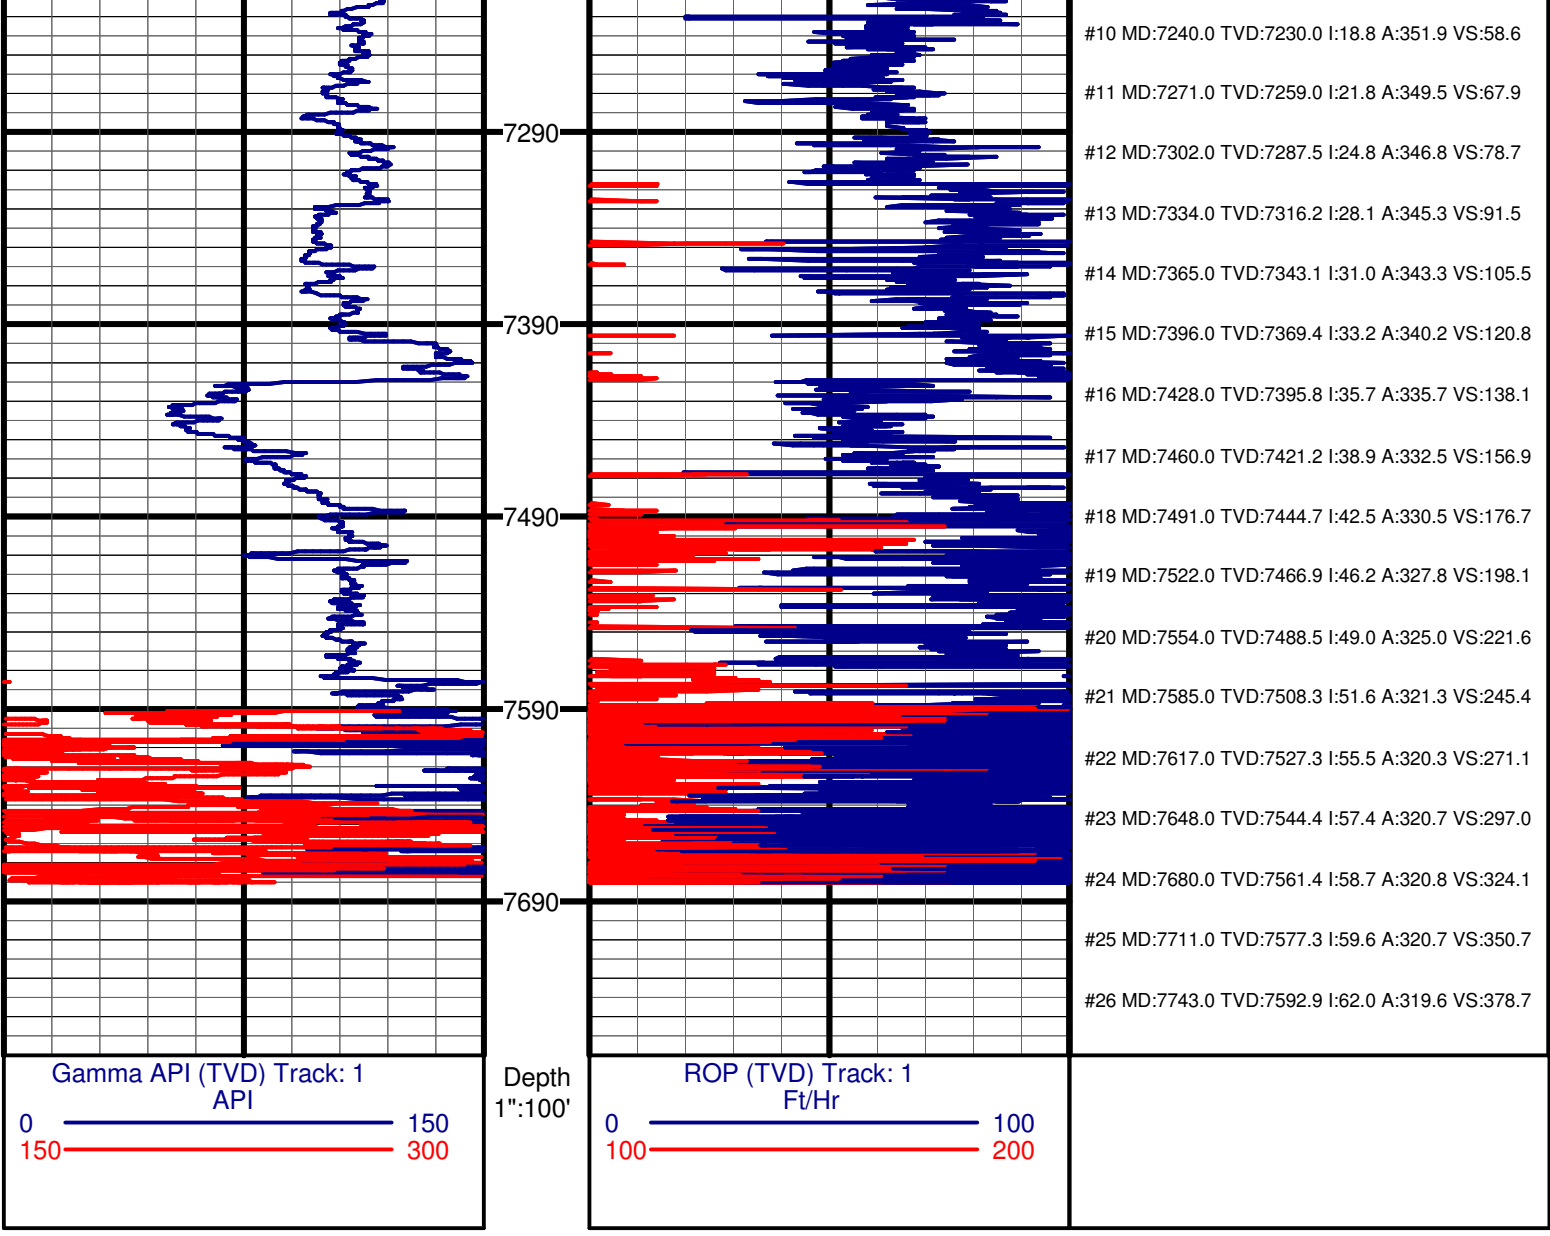 #10 MD:7240.0 TVD:7230.0 I:18.8 A:351.9 VS:58.6
#11 MD:7271.0 TVD:7259.0 I:21.8 A:349.5 VS:67.9
7290
#12 MD:7302.0 TVD:7287.5 I:24.8 A:346.8 VS:78.7
#13 MD:7334.0 TVD:7316.2 I:28.1 A:345.3 VS:91.5
#14 MD:7365.0 TVD:7343.1 I:31.0 A:343.3 VS:105.5
7390
#15 MD:7396.0 TVD:7369.4 I:33.2 A:340.2 VS:120.8
#16 MD:7428.0 TVD:7395.8 I:35.7 A:335.7 VS:138.1
#17 MD:7460.0 TVD:7421.2 I:38.9 A:332.5 VS:156.9
7490
#18 MD:7491.0 TVD:7444.7 I:42.5 A:330.5 VS:176.7
#19 MD:7522.0 TVD:7466.9 I:46.2 A:327.8 VS:198.1
#20 MD:7554.0 TVD:7488.5 I:49.0 A:325.0 VS:221.6
#21 MD:7585.0 TVD:7508.3 I:51.6 A:321.3 VS:245.4
7590
#22 MD:7617.0 TVD:7527.3 I:55.5 A:320.3 VS:271.1
#23 MD:7648.0 TVD:7544.4 I:57.4 A:320.7 VS:297.0
#24 MD:7680.0 TVD:7561.4 I:58.7 A:320.8 VS:324.1
7690
#25 MD:7711.0 TVD:7577.3 I:59.6 A:320.7 VS:350.7
#26 MD:7743.0 TVD:7592.9 I:62.0 A:319.6 VS:378.7
Gamma API (TVD) Track: 1
API
0 150
150 300
Depth
1":100'
ROP (TVD) Track: 1
Ft/Hr
0 100
100 200